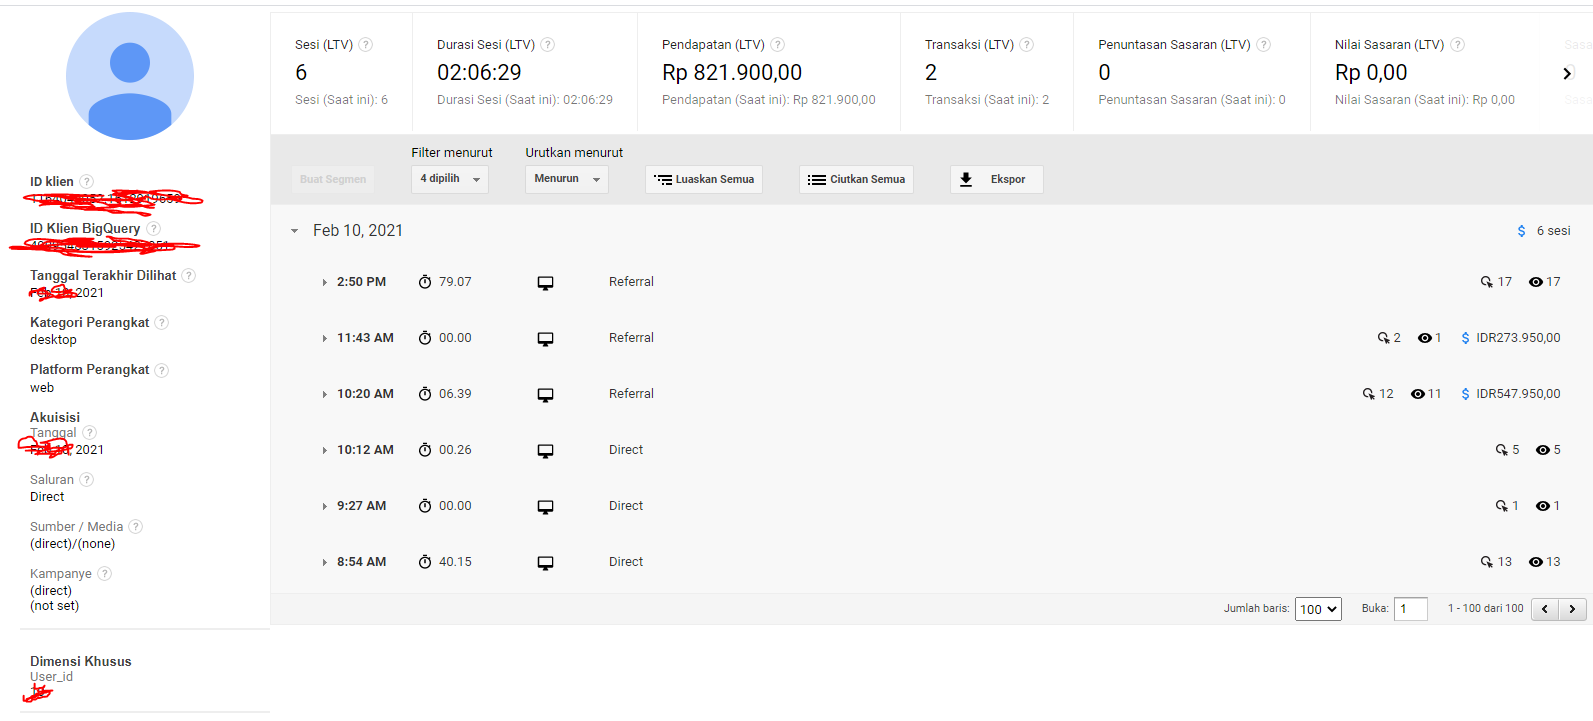 Sesi (LTV)
6
Sesi (Saat ini): 6
Durasi Sesi (LTV)
02:06:29
Durasi Sesi (Saat ini): 02:06:29
Pendapatan (LTV)
Rp 821.900,00
Pendapatan (Saat ini): Rp 821.900,00
Transaksi (LTV)
2
Transaksi (Saat ini): 2
Penuntasan Sasaran (LTV)
0
Penuntasan Sasaran (Saat ini): 0
Nilai Sasaran (LTV)
Rp 0,00
Nilai Sasaran (Saat ini): Rp 0,00
ID klien
ID Klien BigQuery
Tanggal Terakhir Dilihat
2021
Kategori Perangkat
desktop
Platform Perangkat
web
Akuisisi
Tanggal
2021
Saluran
Direct
Sumber / Media
(direct)/(none)
Kampanye
(direct)
(not set)
Dimensi Khusus
User_id
Buat Segmen
Filter menurut
4 dipilih
Urutkan menurut
Menurun
Luaskan Semua
Ciutkan Semua
Ekspor
Feb 10, 2021 $ 6 sesi
2:50 PM 79.07 Referral 17 17
11:43 AM 00.00 Referral 2 1 $ IDR273.950,00
10:20 AM 06.39 Referral 12 11 $ IDR547.950,00
10:12 AM 00.26 Direct 5 5
9:27 AM 00.00 Direct 1 1
8:54 AM 40.15 Direct 13 13
Jumlah baris: 100 Buka: 1 1 - 100 dari 100